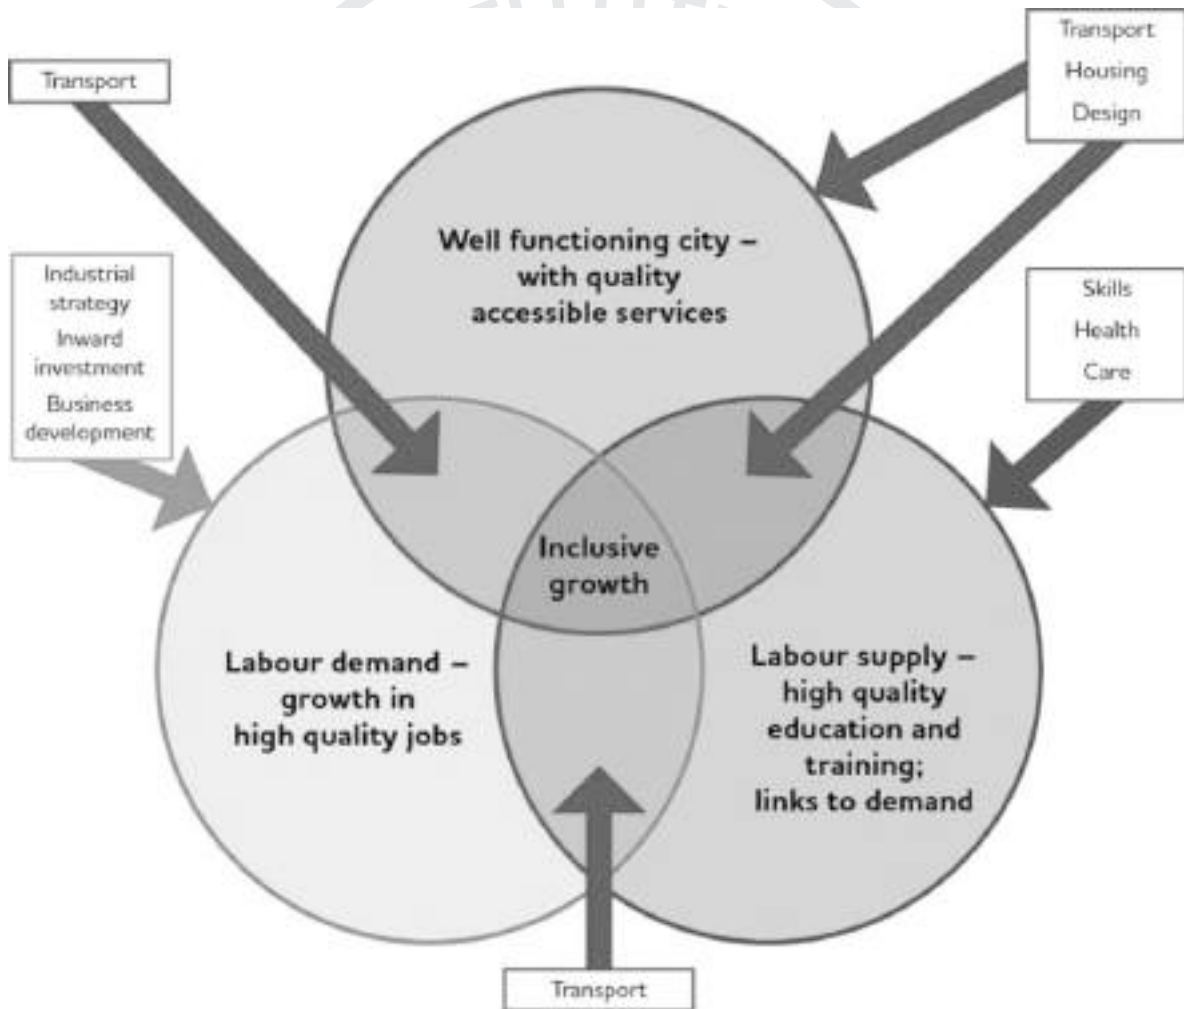 Transport
Transport
Housing
Design
Well functioning city –
with quality
accessible services
Industrial
strategy
Inward
investment
Business
development
Skills
Health
Care
Inclusive
growth
Labour demand –
growth in
high quality jobs
Labour supply –
high quality
education and
training;
links to demand
Transport